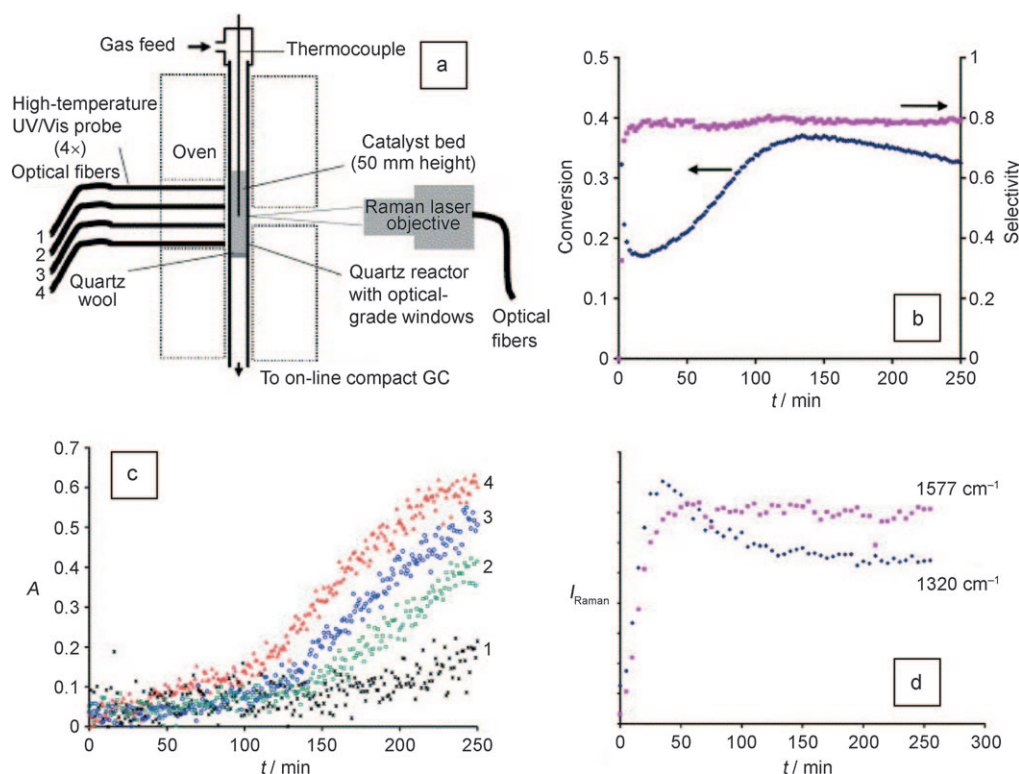 Gas feed
Thermocouple
a
High-temperature
UV/Vis probe
(4×)
Optical fibers
Oven
Catalyst bed
(50 mm height)
Raman laser
objective
1
2
3
4
Quartz
wool
Quartz reactor
with optical-
grade windows
Optical
fibers
To on-line compact GC
b
Conversion
0.5
0.4
0.3
0.2
0.1
0
Selectivity
1
0.8
0.6
0.4
0.2
0
0 50 100 150 200 250
t / min
c
A
0.7
0.6
0.5
0.4
0.3
0.2
0.1
0
4
3
2
1
0 50 100 150 200 250
t / min
I Raman
1577 cm⁻¹
1320 cm⁻¹
d
0 50 100 150 200 250 300
t / min